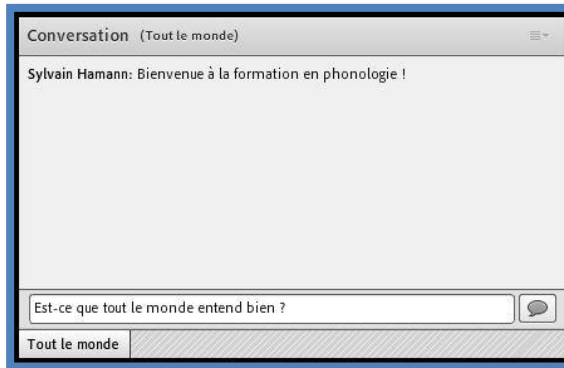 Conversation (Tout le monde)
Sylvain Hamann: Bienvenue à la formation en phonologie !
Est-ce que tout le monde entend bien ?
Tout le monde